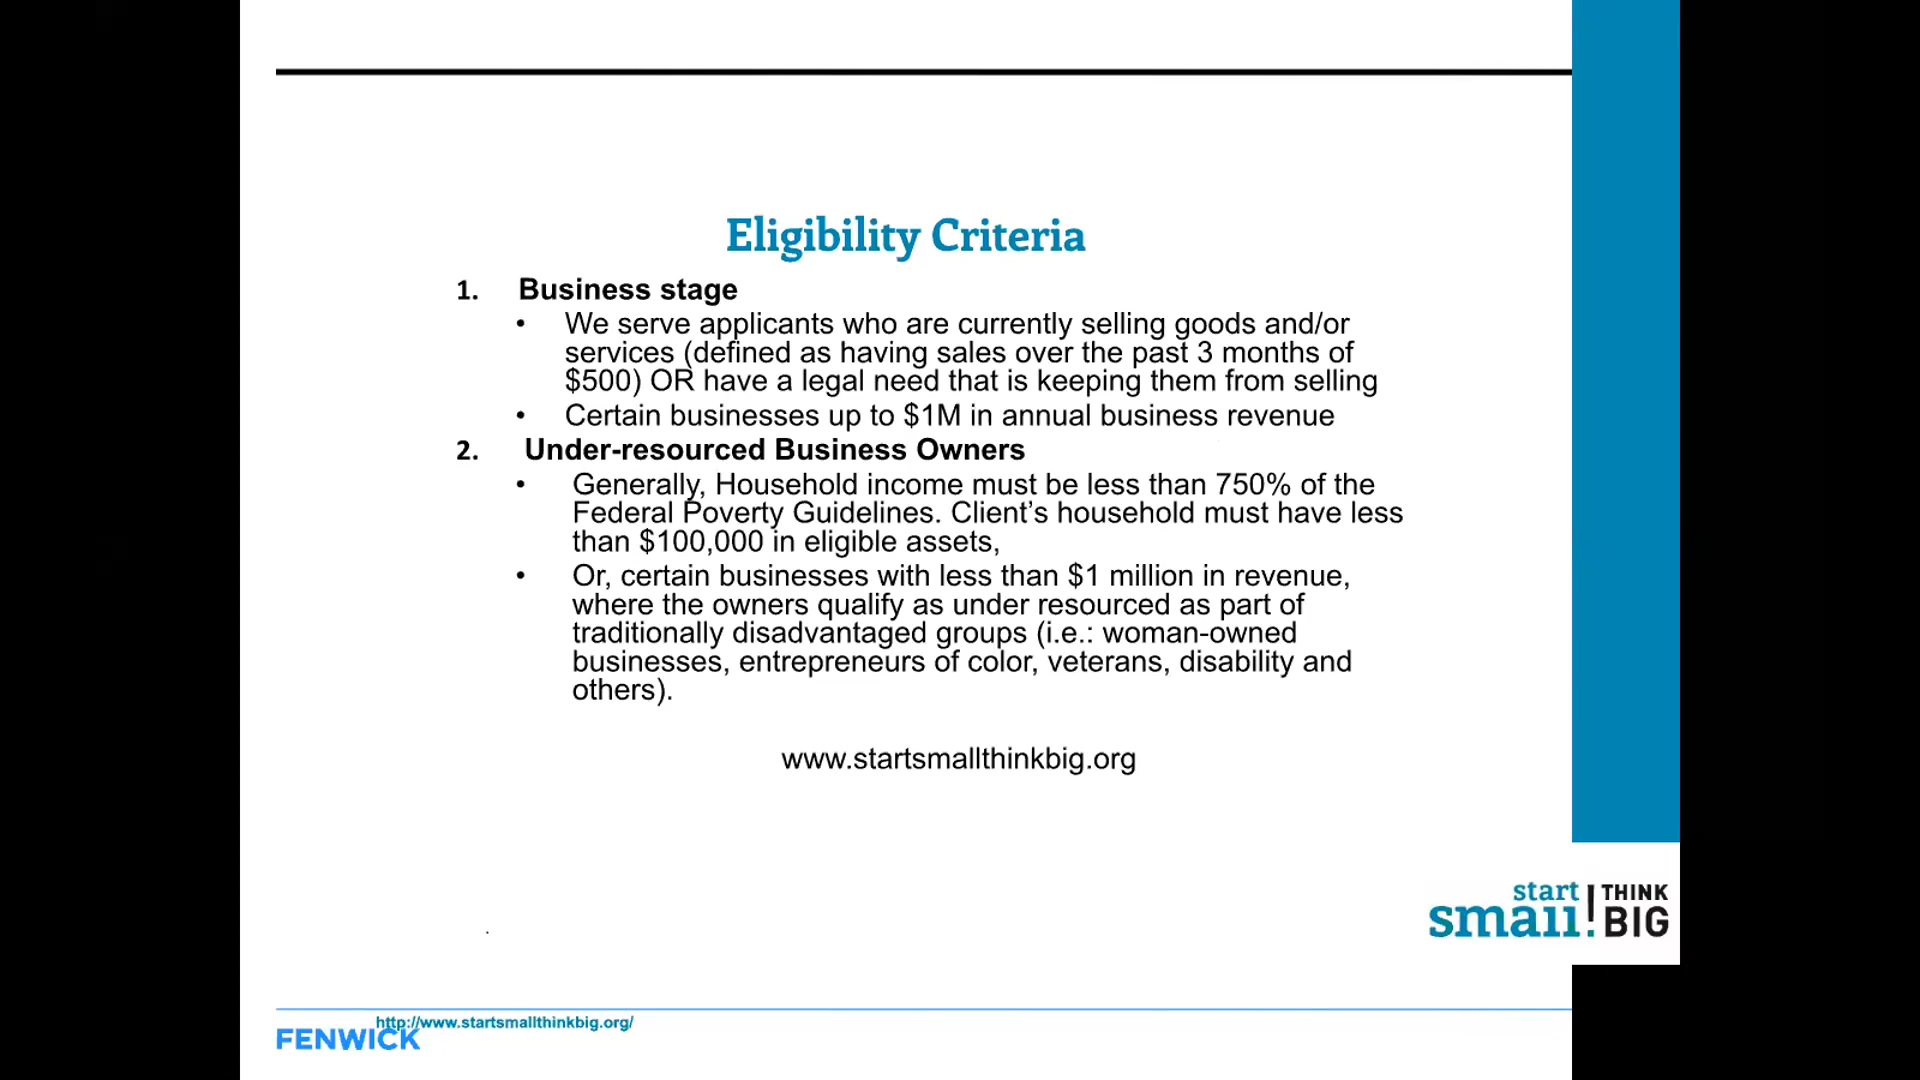 Eligibility Criteria
1. Business stage
• We serve applicants who are currently selling goods and/or
services (defined as having sales over the past 3 months of
$500) OR have a legal need that is keeping them from selling
• Certain businesses up to $1M in annual business revenue
2. Under-resourced Business Owners
• Generally, Household income must be less than 750% of the
Federal Poverty Guidelines. Client’s household must have less
than $100,000 in eligible assets,
• Or, certain businesses with less than $1 million in revenue,
where the owners qualify as under resourced as part of
traditionally disadvantaged groups (i.e.: woman-owned
businesses, entrepreneurs of color, veterans, disability and
others).
www.startsmallthinkbig.org
start
small! THINK
BIG
http://www.startsmallthinkbig.org/
FENWICK